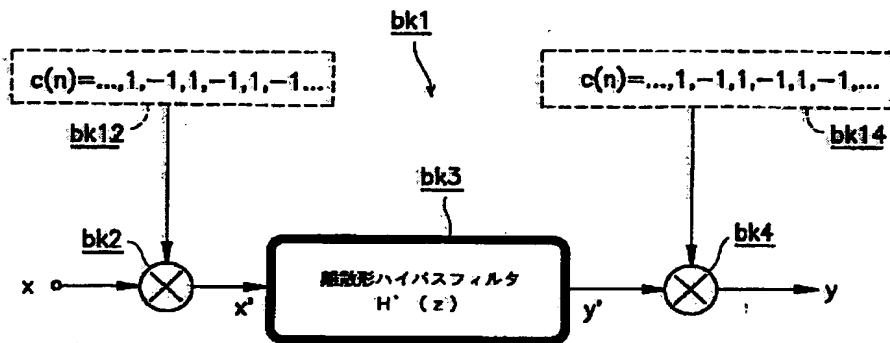 bk1
c(n)=...,1,-1,1,-1,1,-1...
c(n)=...,1,-1,1,-1,1,-1,...
bk12
bk14
bk3
bk2
bk4
離散形ハイパスフィルタ
H'(z)
x
x'
y'
y